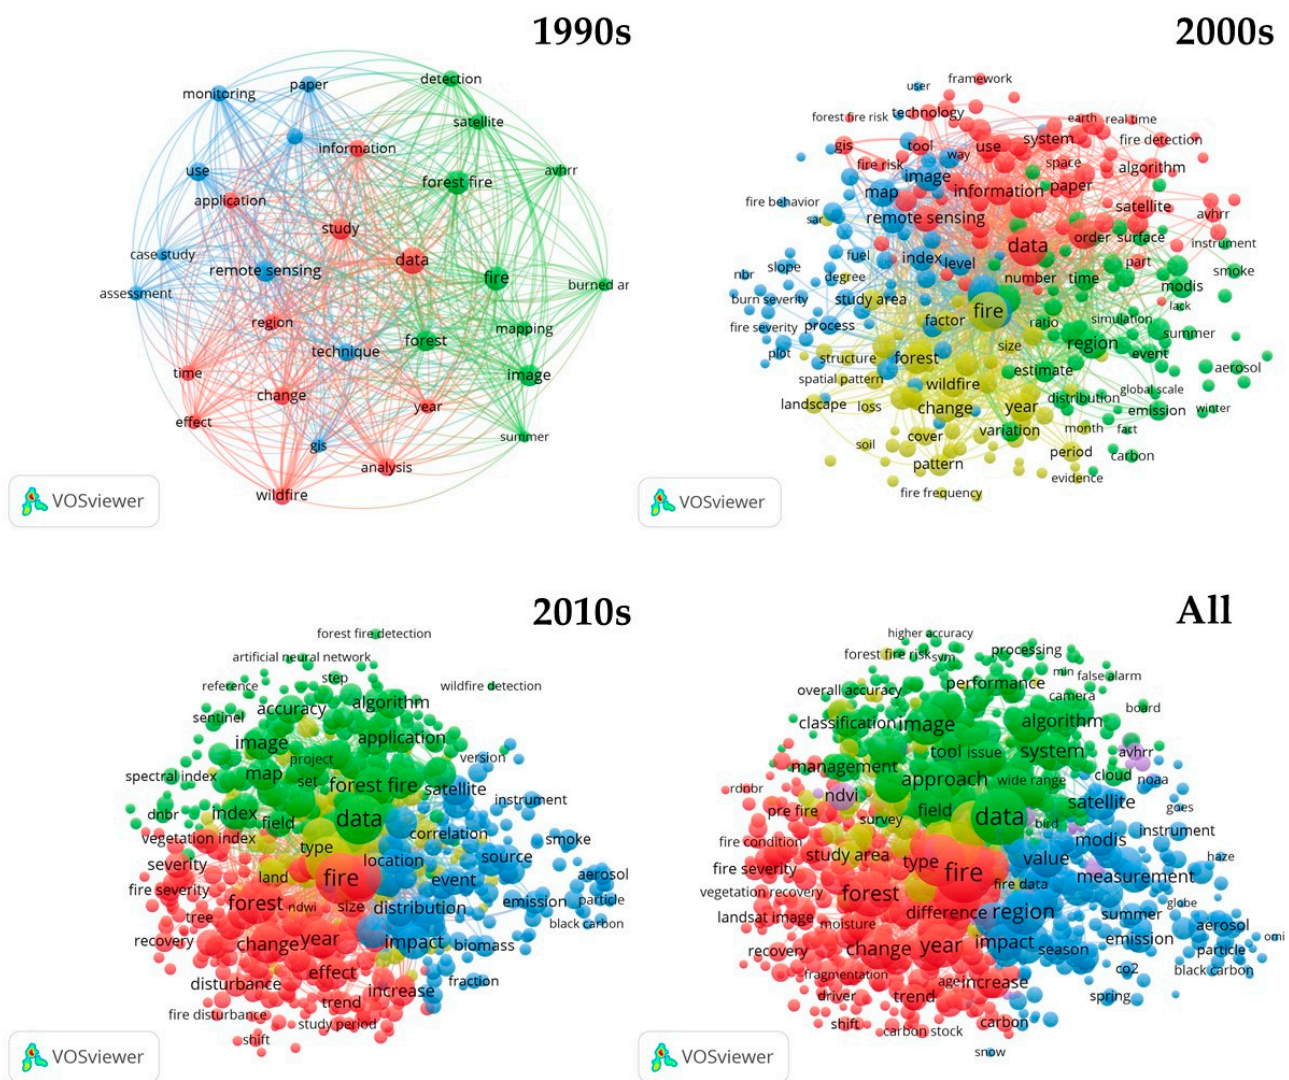 1990s
detection
paper
monitoring
satellite
information
avhrr
use
forest fire
application
study
case study
data
remote sensing
fire
burned ar
assessment
region
mapping
forest
technique
time
image
change
year
effect
summer
gis
analysis
wildfire
VOSviewer
2000s
framework
user
technology
forest fire risk
earth
real time
gis
tool
way
use
system
fire detection
fire risk
space
algorithm
image
map
information
paper
fire behavior
satellite
sar
remote sensing
avhrr
data
order
surface
instrument
fuel
index
level
part
slope
nbr
degree
number
time
smoke
modis
burn severity
study area
lack
fire
fire severity
process
factor
ratio
simulation
summer
plot
structure
forest
size
region
event
spatial pattern
estimate
aerosol
wildfire
global scale
landscape
loss
change
year
distribution
emission
winter
soil
cover
variation
month
fact
pattern
period
carbon
evidence
fire frequency
VOSviewer
2010s
forest fire detection
artificial neural network
step
reference
wildfire detection
accuracy
algorithm
sentinel
image
application
project
version
spectral index
map
set
forest fire
satellite
instrument
dnbr
index
field
data
correlation
vegetation index
type
smoke
severity
location
source
land
fire
event
aerosol
fire severity
forest
ndwi
size
distribution
emission
particle
tree
black carbon
recovery
change
year
impact
biomass
effect
disturbance
fraction
trend
increase
fire disturbance
study period
shift
VOSviewer
All
higher accuracy
forest fire risk
svm
processing
min
false alarm
overall accuracy
performance
camera
board
classification
image
algorithm
tool
issue
system
avhrr
management
approach
wide range
cloud
noaa
rdnbr
ndvi
satellite
goes
pre fire
field
data
survey
bird
instrument
fire condition
modis
study area
type
value
haze
fire severity
fire
measurement
fire data
vegetation recovery
forest
globe
landsat image
difference
region
summer
moisture
aerosol
recovery
change
year
impact
season
emission
omi
particle
fragmentation
co2
black carbon
age
increase
driver
trend
spring
shift
carbon stock
carbon
snow
VOSviewer